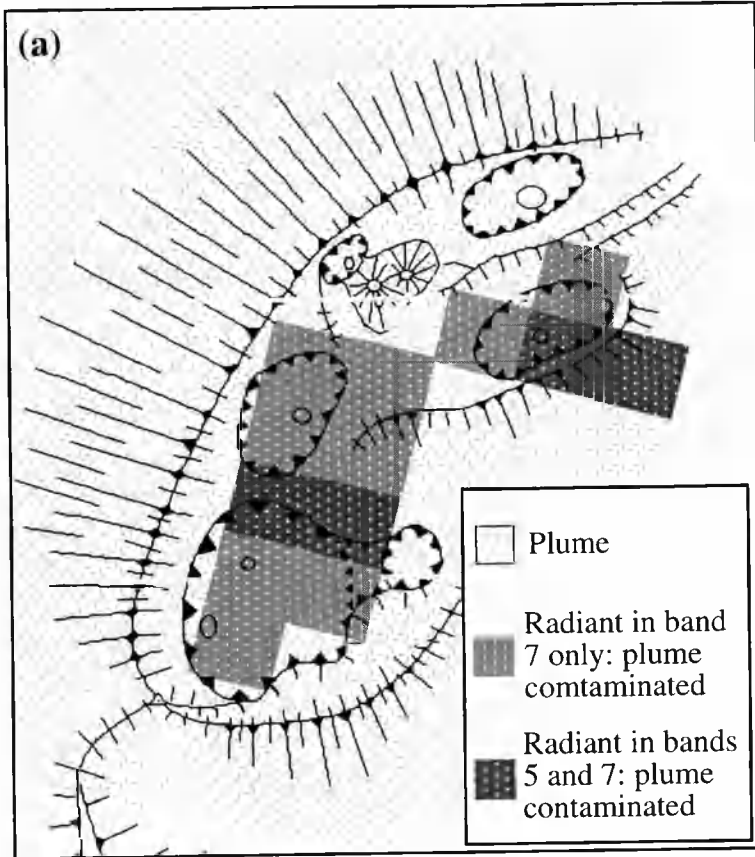 (a)
Plume
Radiant in band
7 only: plume
comtaminated
Radiant in bands
5 and 7: plume
contaminated